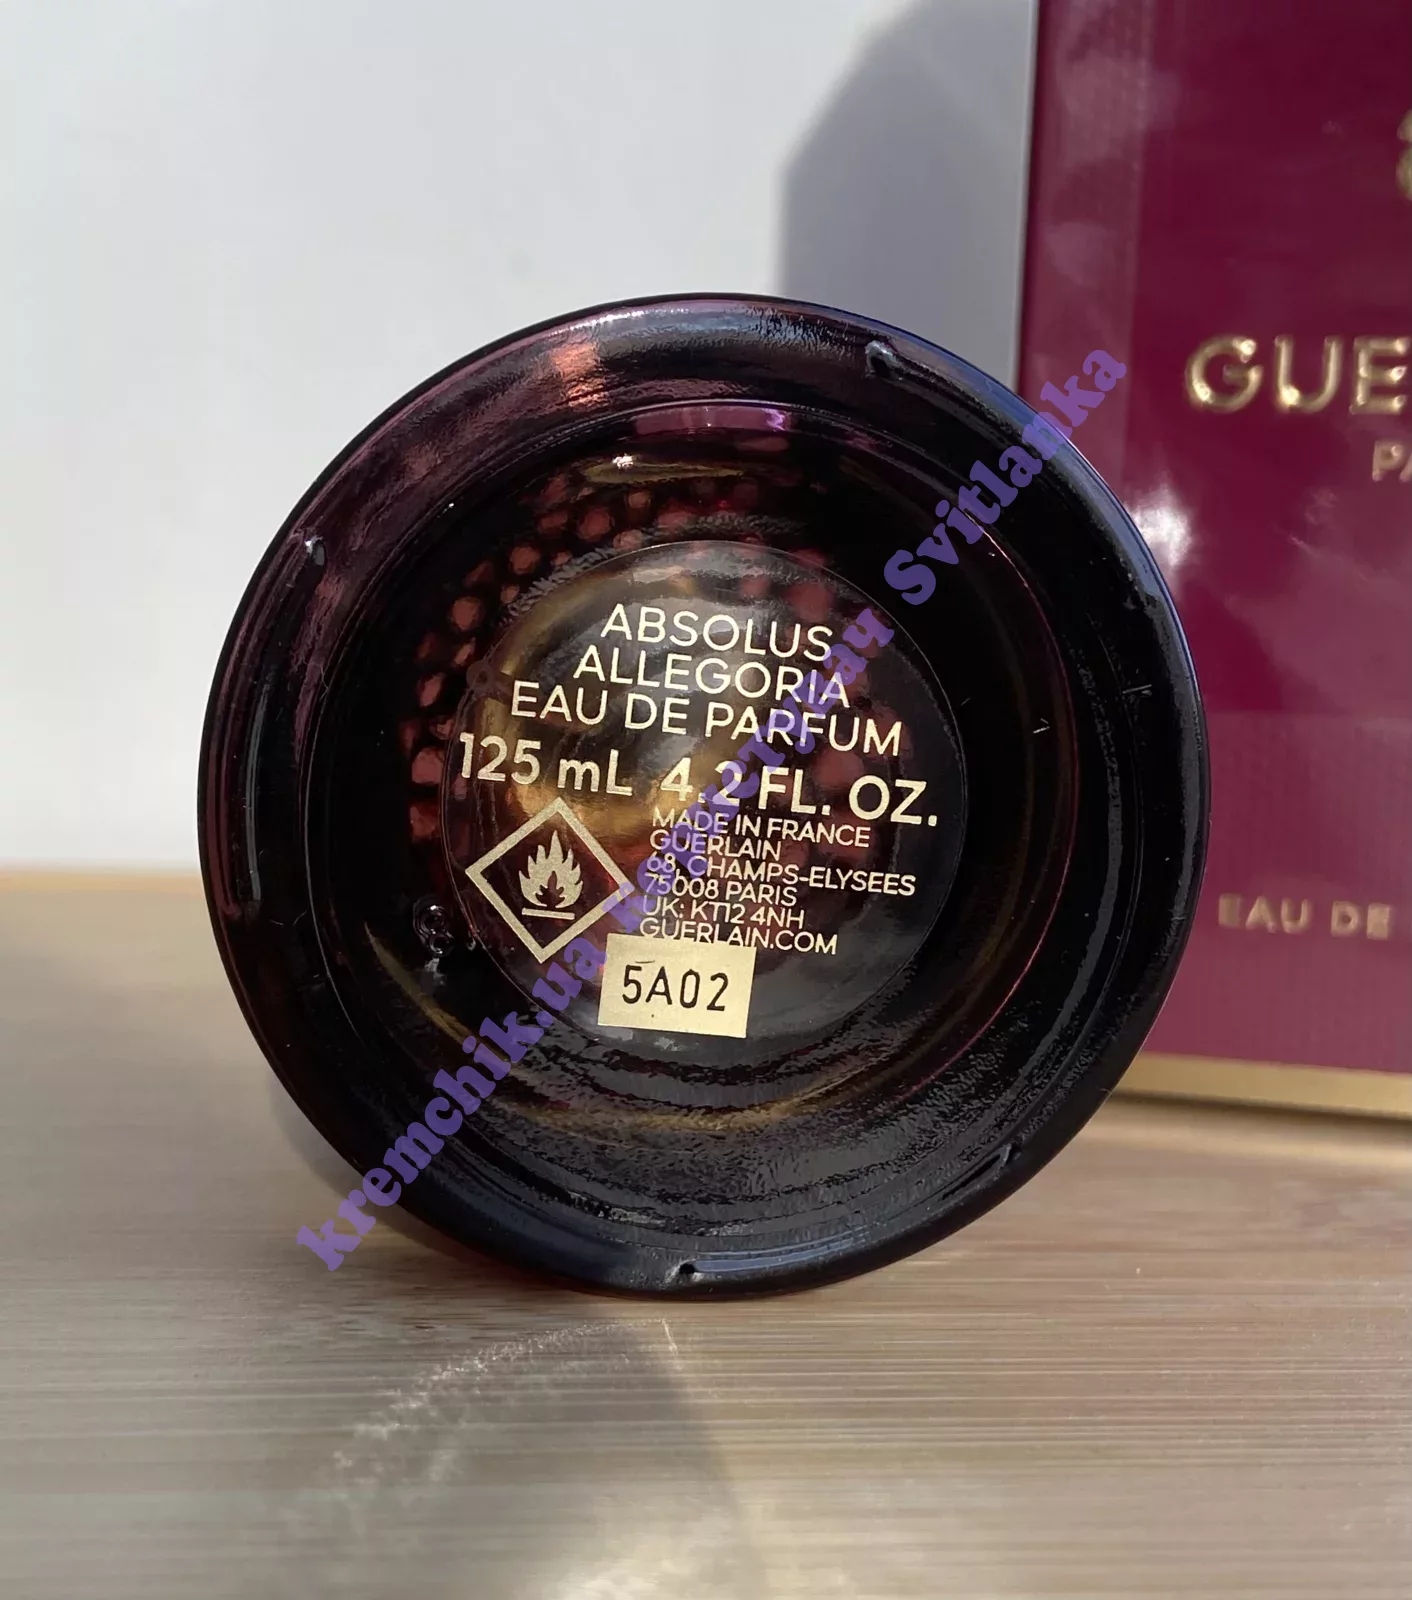 GUE
PA
ABSOLUS
ALLEGORIA
EAU DE PARFUM
125 mL 4.2 FL. OZ.
MADE IN FRANCE
GUERLAIN
68, CHAMPS-ELYSEES
75008 PARIS
UK: KT12 4NH
GUERLAIN.COM
5A02
EAU DE
kremchik.ua рекметувач Svitlanka